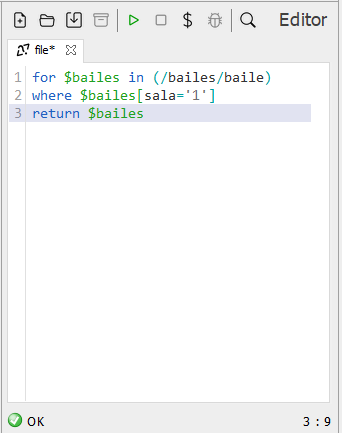 Editor
file*
1 for $bailes in (/bailes/baile)
2 where $bailes[sala='1']
3 return $bailes
OK 3 : 9